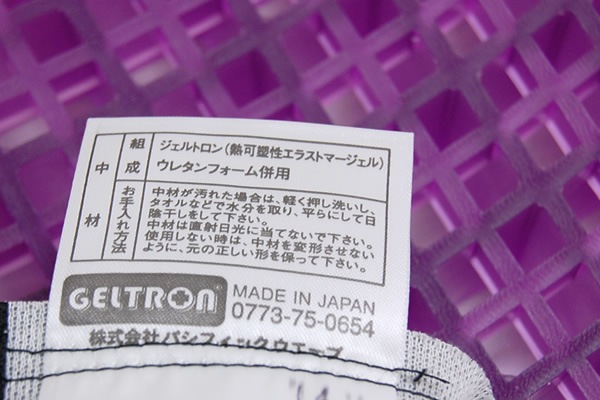 中材
組成
ジェルトロン（熱可塑性エラストマージェル）
ウレタンフォーム併用
お手入れ方法
中材が汚れた場合は、軽く押し洗いし、
タオルなどで水分を取り、平らにして日
陰干しをして下さい。
中材は直射日光に当てないで下さい。
使用しない時は、中材を変形させない
ように、元の正しい形を保って下さい。
GELTRON
MADE IN JAPAN
0773-75-0654
株式会社パシフィックウエーブ